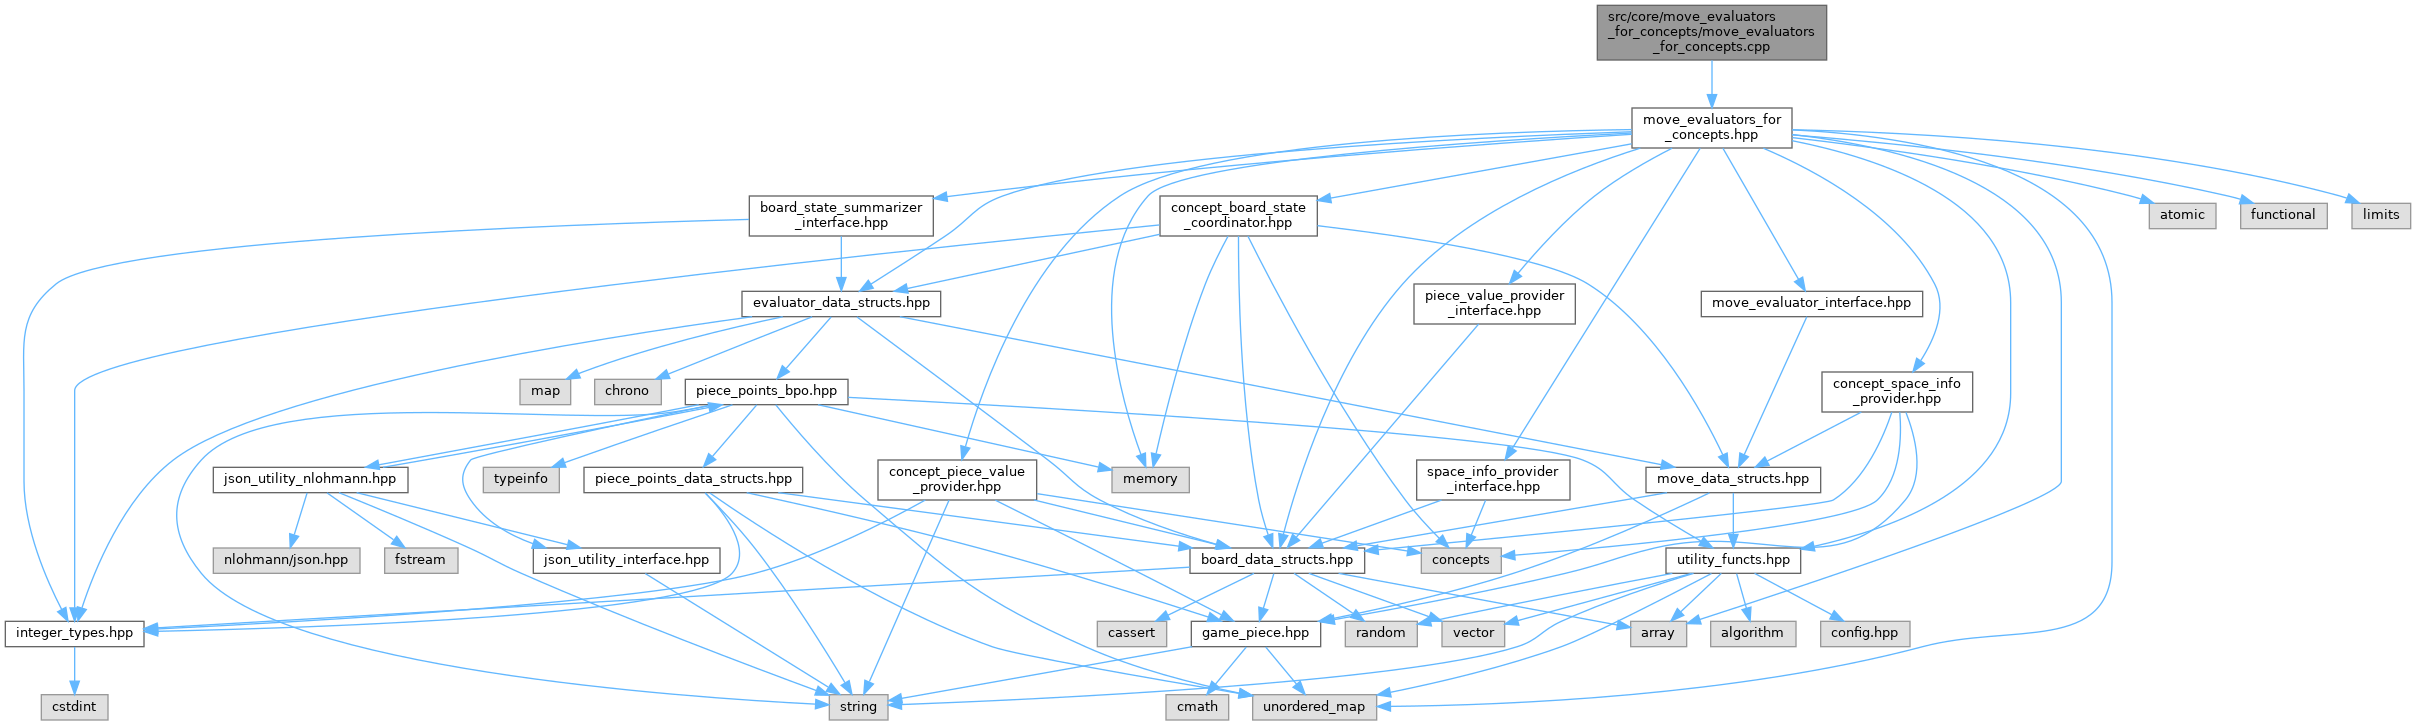 src/core/move_evaluators
_for_concepts/move_evaluators
_for_concepts.cpp
move_evaluators_for
_concepts.hpp
board_state_summarizer
_interface.hpp
concept_board_state
_coordinator.hpp
atomic
functional
limits
evaluator_data_structs.hpp
piece_value_provider
_interface.hpp
move_evaluator_interface.hpp
map
chrono
piece_points_bpo.hpp
concept_space_info
_provider.hpp
json_utility_nlohmann.hpp
typeinfo
piece_points_data_structs.hpp
concept_piece_value
_provider.hpp
memory
space_info_provider
_interface.hpp
move_data_structs.hpp
nlohmann/json.hpp
fstream
json_utility_interface.hpp
board_data_structs.hpp
concepts
utility_functs.hpp
integer_types.hpp
cassert
game_piece.hpp
random
vector
array
algorithm
config.hpp
cstdint
string
cmath
unordered_map